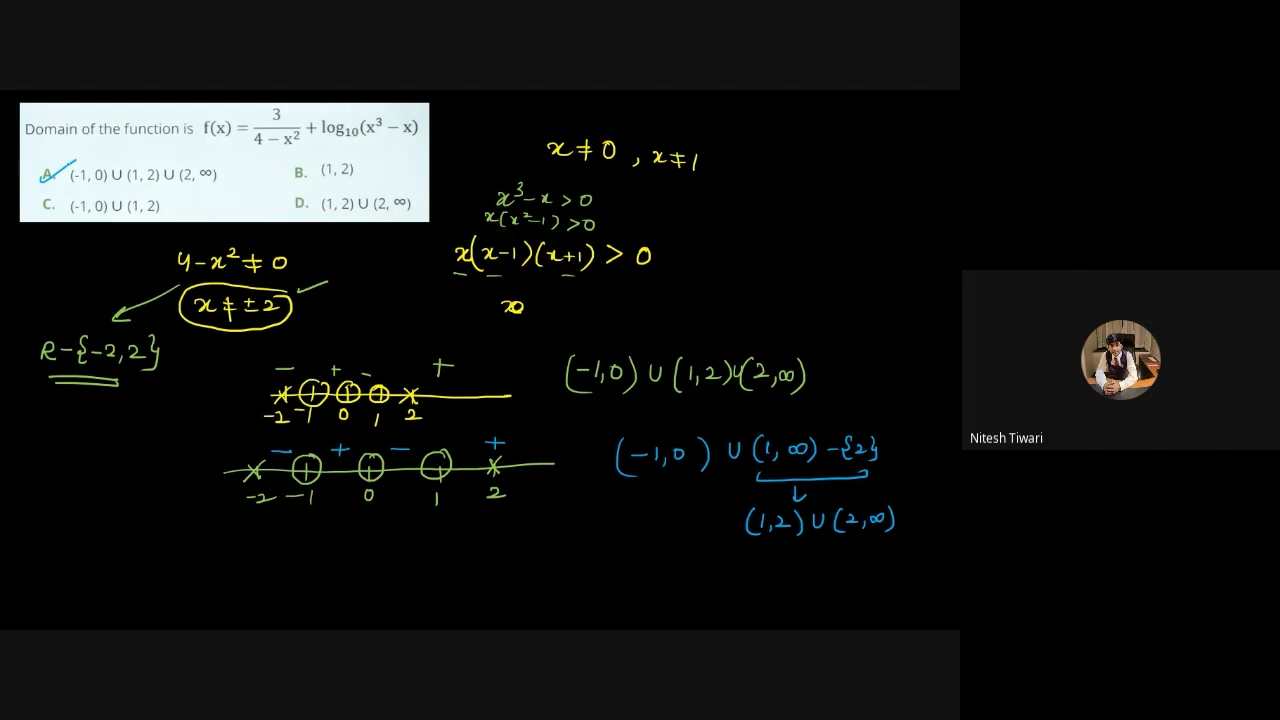 Domain of the function is f(x) = 3/(4 − x²) + log₁₀(x³ − x)
A. (-1, 0) U (1, 2) U (2, ∞)
B. (1, 2)
C. (-1, 0) U (1, 2)
D. (1, 2) U (2, ∞)
x ≠ 0 , x ≠ 1
x³ − x > 0
x(x² − 1) > 0
x(x−1)(x+1) > 0
4 − x² ≠ 0
x ≠ ± 2
R − {−2, 2}
− + − +
−2 −1 0 1 2
(−1, 0) ∪ (1, 2) ∪ (2, ∞)
− + − +
−2 −1 0 1 2
(−1, 0) ∪ (1, ∞) − {2}
(1, 2) ∪ (2, ∞)
Nitesh Tiwari